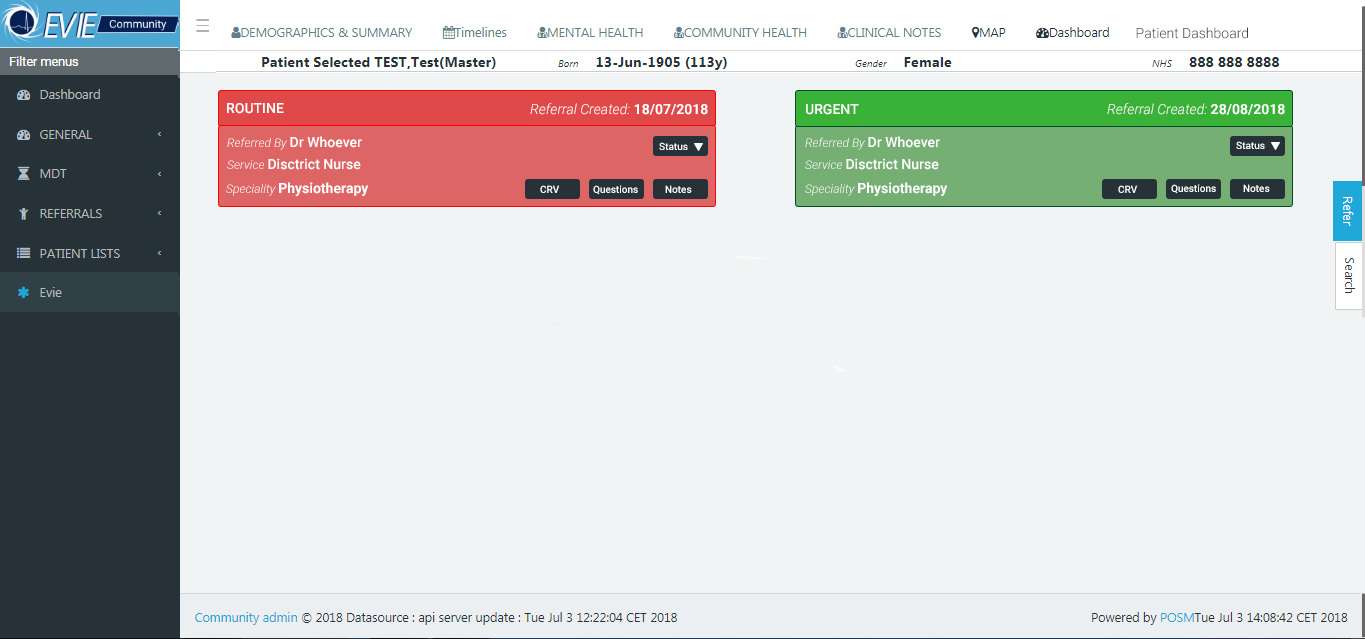 EVIE Community
DEMOGRAPHICS & SUMMARY Timelines MENTAL HEALTH COMMUNITY HEALTH CLINICAL NOTES MAP Dashboard Patient Dashboard
Filter menus
Patient Selected TEST,Test(Master) Born 13-Jun-1905 (113y) Gender Female NHS 888 888 8888
Dashboard
GENERAL
MDT
REFERRALS
PATIENT LISTS
Evie
ROUTINE Referral Created: 18/07/2018
Referred By Dr Whoever
Status
Service Disctrict Nurse
Speciality Physiotherapy
CRV Questions Notes
URGENT Referral Created: 28/08/2018
Referred By Dr Whoever
Status
Service Disctrict Nurse
Speciality Physiotherapy
CRV Questions Notes
Refer
Search
Community admin © 2018 Datasource : api server update : Tue Jul 3 12:22:04 CET 2018
Powered by POSMTue Jul 3 14:08:42 CET 2018